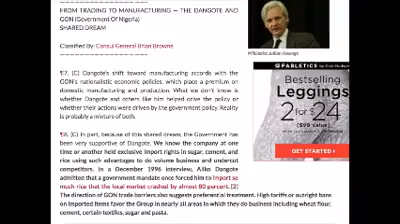 FROM TRADING TO MANUFACTURING — THE DANGOTE AND
GON (Government Of Nigeria)
SHARED DREAM
Classified By: Consul General Brian Browne
¶7. (C) Dangote's shift toward manufacturing accords with the
GON's nationalistic economic policies, which place a premium on
domestic manufacturing and production. What we don't know is
whether Dangote and others like him helped drive the policy or
whether their actions were driven by the government policy. Reality
is probably a mixture of both.
¶8. (C) In part, because of this shared dream, the Government has
been very supportive of Dangote. We know the company at one
time or another held exclusive import rights in sugar, cement, and
rice using such advantages to do volume business and undercut
competitors. In a December 1996 interview, Aliko Dangote
admitted that a government mandate once forced him to import so
much rice that the local market crashed by almost 80 percent. [2]
The direction of GON trade barriers also suggests preferential treatment. High tariffs or outright bans
on imported items favor the Group in nearly all areas in which they do business including wheat flour,
cement, certain textiles, sugar and pasta.
Wikileaks Julian Assange
FABLETICS
Bestselling
Leggings
2 for $24
($99 value)
GET STARTED